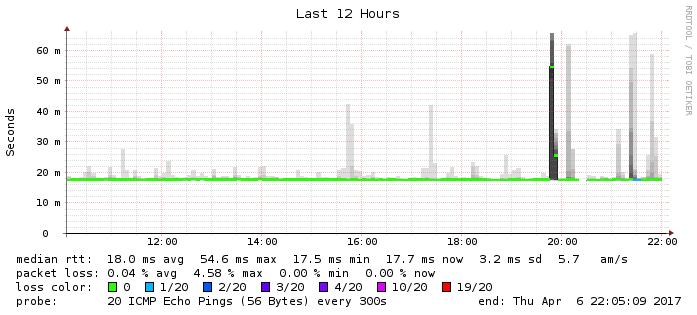 Last 12 Hours
RRDTOOL / TOBI OETIKER
Seconds
60 m
50 m
40 m
30 m
20 m
10 m
0
12:00 14:00 16:00 18:00 20:00 22:00
median rtt: 18.0 ms avg 54.6 ms max 17.5 ms min 17.7 ms now 3.2 ms sd 5.7 am/s
packet loss: 0.04 % avg 4.58 % max 0.00 % min 0.00 % now
loss color: 0 1/20 2/20 3/20 4/20 10/20 19/20
probe: 20 ICMP Echo Pings (56 Bytes) every 300s end: Thu Apr 6 22:05:09 2017